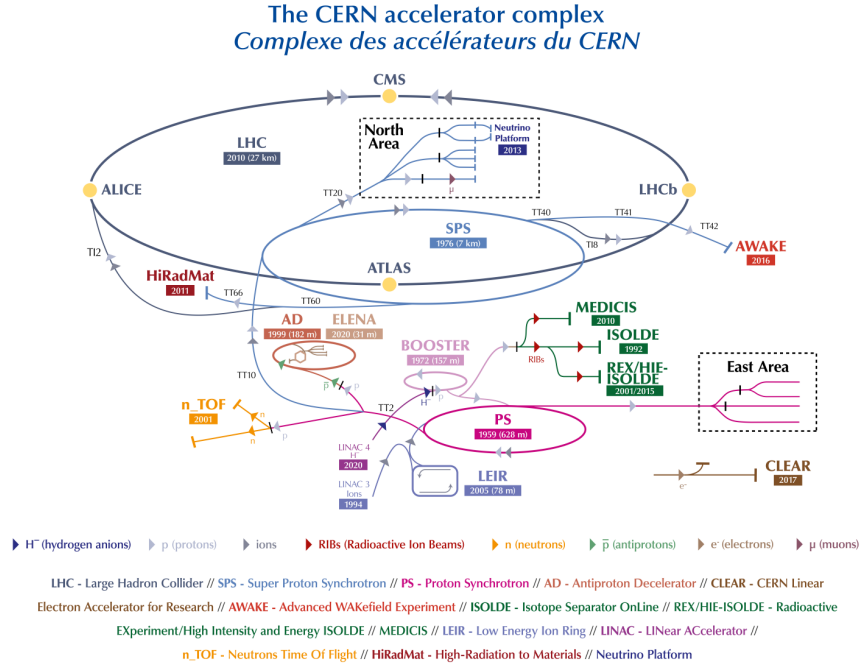 The CERN accelerator complex
Complexe des accélérateurs du CERN
CMS
North
Area
Neutrino
Platform
2013
LHC
2010 (27 km)
μ
ALICE
LHCb
TT20
TT40
TT41
SPS
1976 (7 km)
TT42
TI8
AWAKE
2016
TI2
ATLAS
HiRadMat
2011
TT66
TT60
MEDICIS
2010
AD
1999 (182 m)
ELENA
2020 (31 m)
ISOLDE
1992
BOOSTER
1972 (157 m)
RIBs
REX/HIE-
ISOLDE
2001/2015
East Area
TT10
p̅
p
H⁻
p
TT2
n_TOF
2001
n
n
p
PS
1959 (628 m)
LINAC 4
H⁻
2020
LINAC 3
Ions
1994
LEIR
2005 (78 m)
e⁻
CLEAR
2017
H⁻ (hydrogen anions)
p (protons)
ions
RIBs (Radioactive Ion Beams)
n (neutrons)
p̅ (antiprotons)
e⁻ (electrons)
μ (muons)
LHC - Large Hadron Collider // SPS - Super Proton Synchrotron // PS - Proton Synchrotron // AD - Antiproton Decelerator // CLEAR - CERN Linear
Electron Accelerator for Research // AWAKE - Advanced WAKefield Experiment // ISOLDE - Isotope Separator OnLine // REX/HIE-ISOLDE - Radioactive
EXperiment/High Intensity and Energy ISOLDE // MEDICIS // LEIR - Low Energy Ion Ring // LINAC - LINear ACcelerator //
n_TOF - Neutrons Time Of Flight // HiRadMat - High-Radiation to Materials // Neutrino Platform